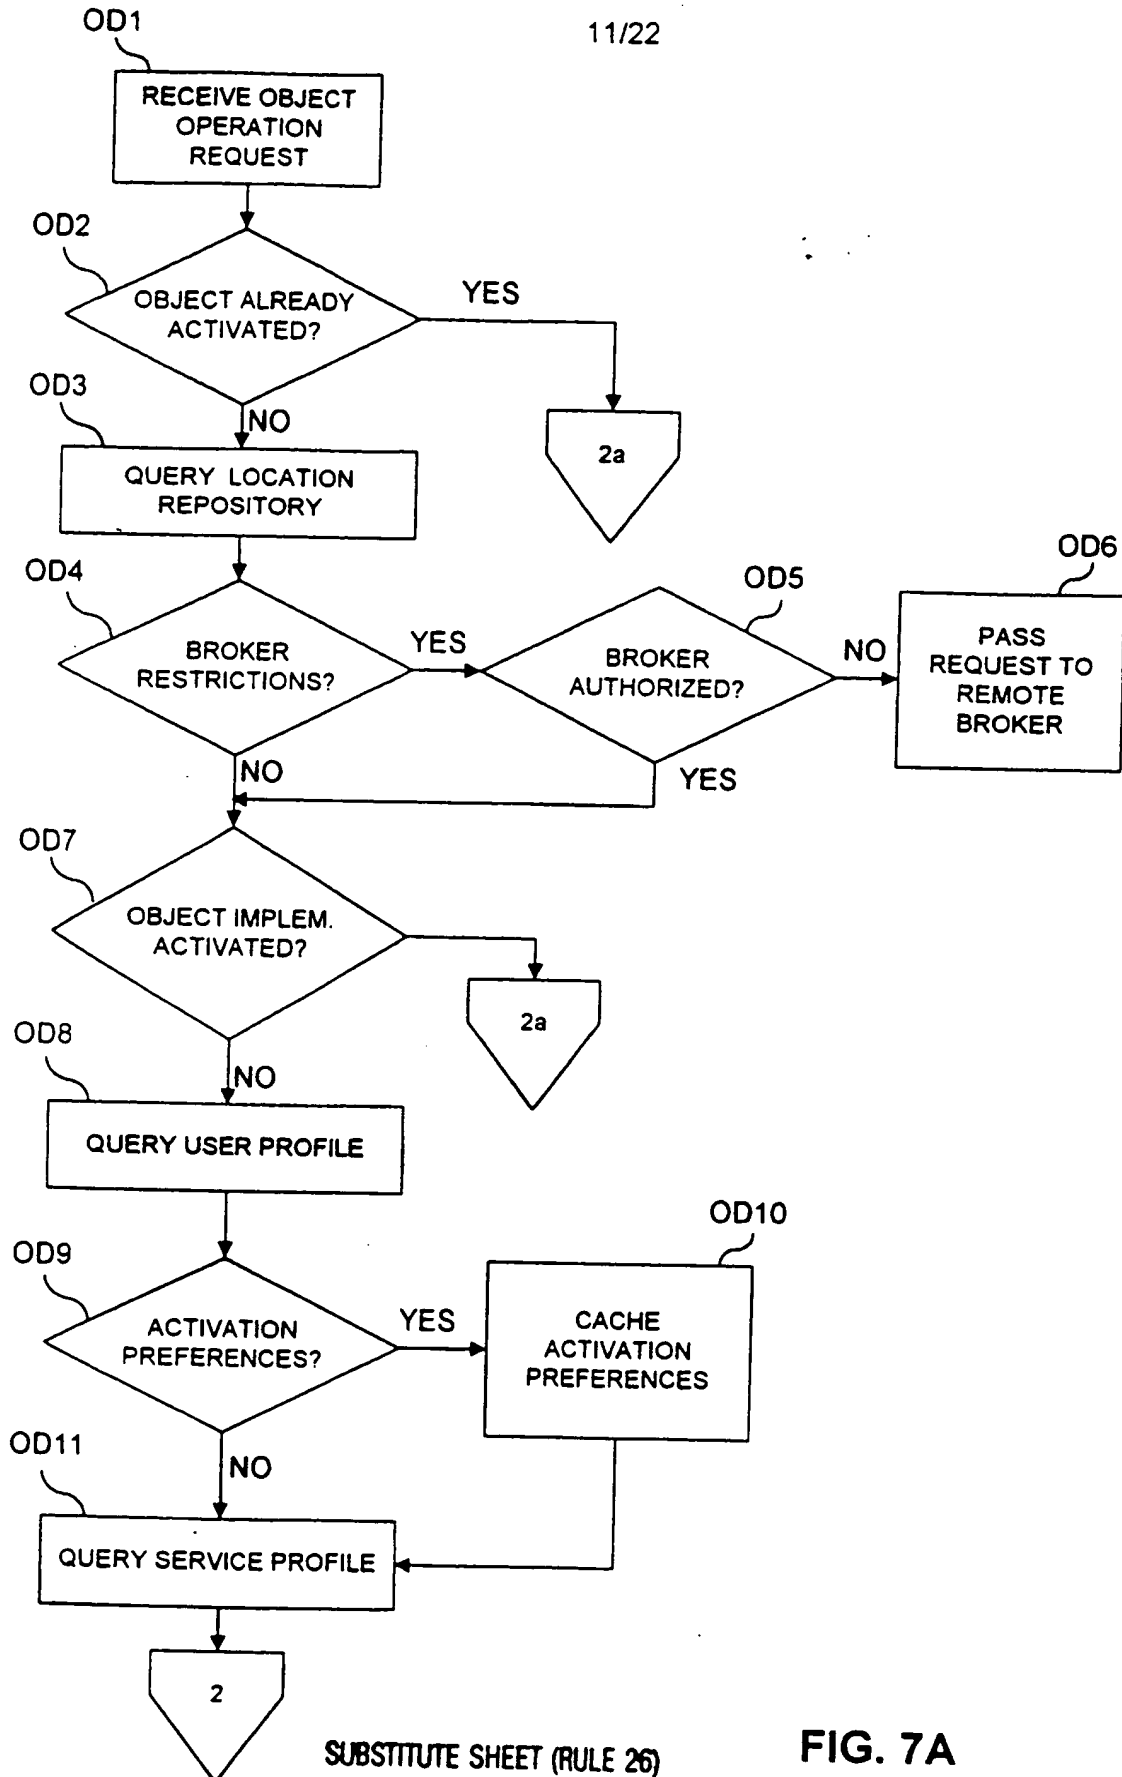 11/22
OD1
RECEIVE OBJECT
OPERATION
REQUEST
OD2
OBJECT ALREADY
ACTIVATED?
YES
2a
NO
OD3
QUERY LOCATION
REPOSITORY
OD4
BROKER
RESTRICTIONS?
YES
OD5
BROKER
AUTHORIZED?
NO
OD6
PASS
REQUEST TO
REMOTE
BROKER
NO
YES
OD7
OBJECT IMPLEM.
ACTIVATED?
2a
NO
OD8
QUERY USER PROFILE
OD9
ACTIVATION
PREFERENCES?
YES
OD10
CACHE
ACTIVATION
PREFERENCES
NO
OD11
QUERY SERVICE PROFILE
2
SUBSTITUTE SHEET (RULE 26)
FIG. 7A